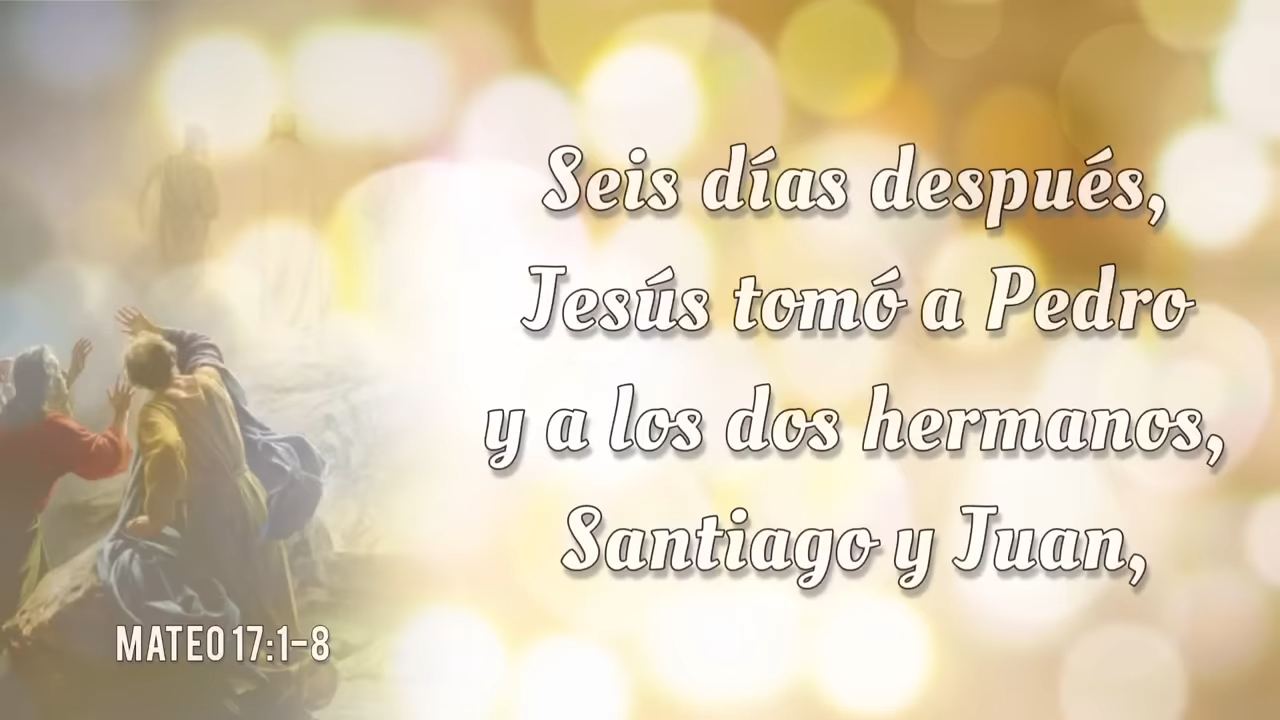 Seis días después,
Jesús tomó a Pedro
y a los dos hermanos,
Santiago y Juan,
MATEO 17:1-8